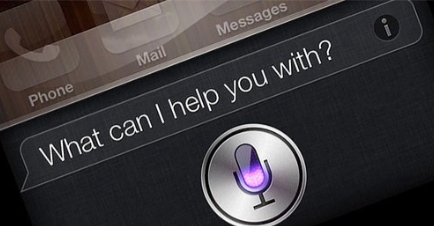 Phone Mail Messages
What can I help you with?
i